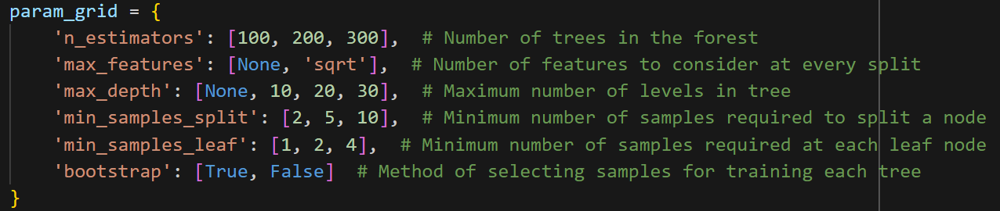 param_grid = {
    'n_estimators': [100, 200, 300],  # Number of trees in the forest
    'max_features': [None, 'sqrt'],  # Number of features to consider at every split
    'max_depth': [None, 10, 20, 30],  # Maximum number of levels in tree
    'min_samples_split': [2, 5, 10],  # Minimum number of samples required to split a node
    'min_samples_leaf': [1, 2, 4],  # Minimum number of samples required at each leaf node
    'bootstrap': [True, False]  # Method of selecting samples for training each tree
}